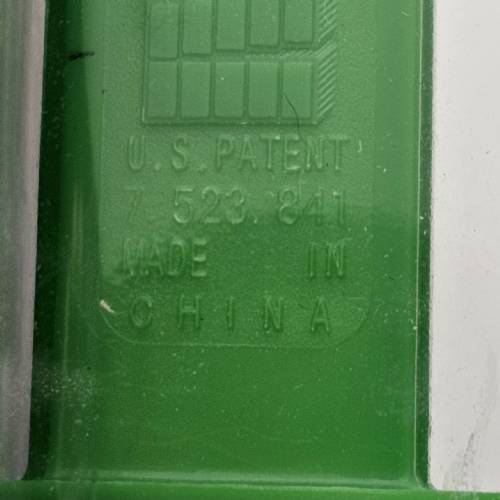 U.S.PATENT
7.523.841
MADE IN
CHINA